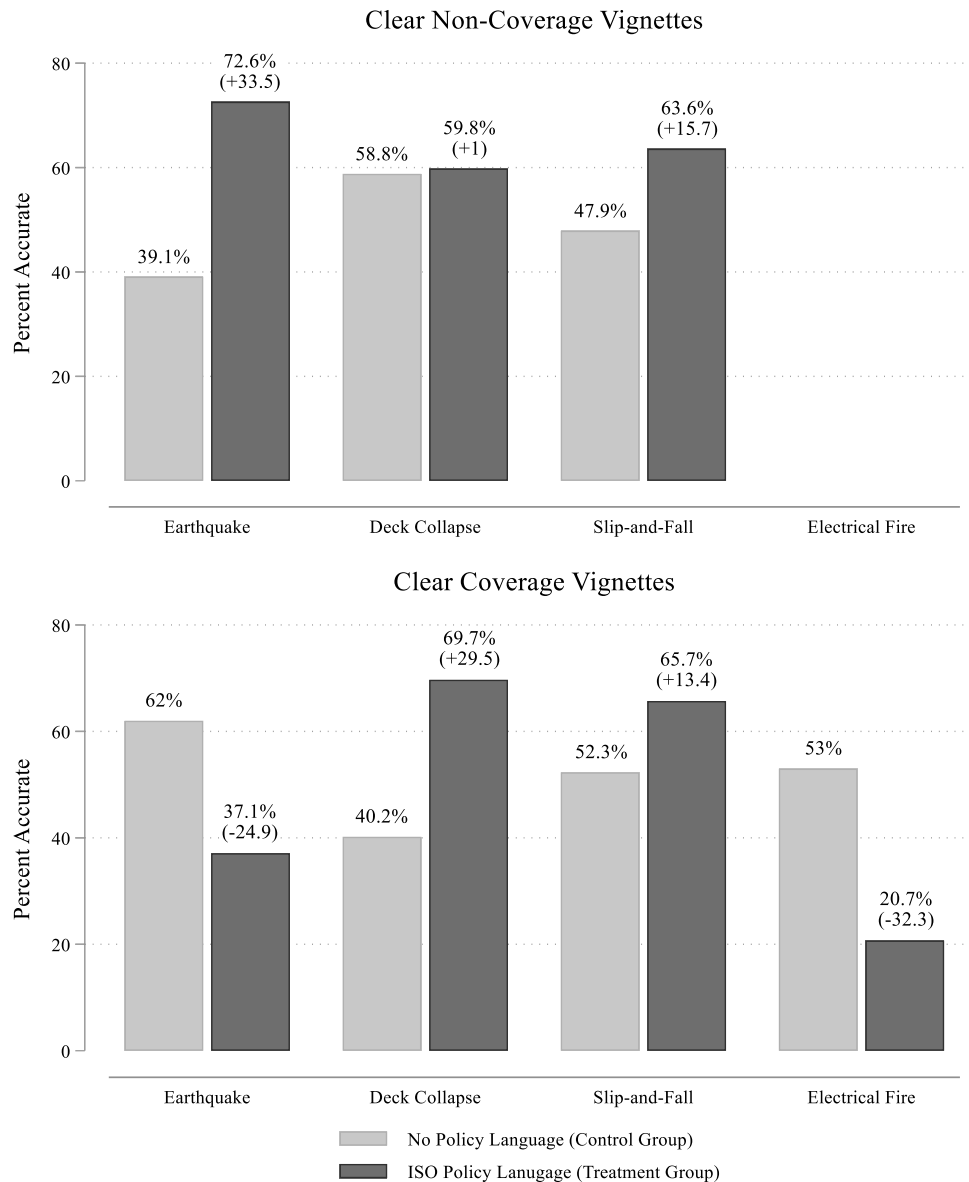 Clear Non-Coverage Vignettes
Percent Accurate
80
60
40
20
0
39.1%
72.6%
(+33.5)
58.8%
59.8%
(+1)
47.9%
63.6%
(+15.7)
Earthquake
Deck Collapse
Slip-and-Fall
Electrical Fire
Clear Coverage Vignettes
Percent Accurate
80
60
40
20
0
62%
37.1%
(-24.9)
40.2%
69.7%
(+29.5)
52.3%
65.7%
(+13.4)
53%
20.7%
(-32.3)
Earthquake
Deck Collapse
Slip-and-Fall
Electrical Fire
No Policy Language (Control Group)
ISO Policy Lanugage (Treatment Group)